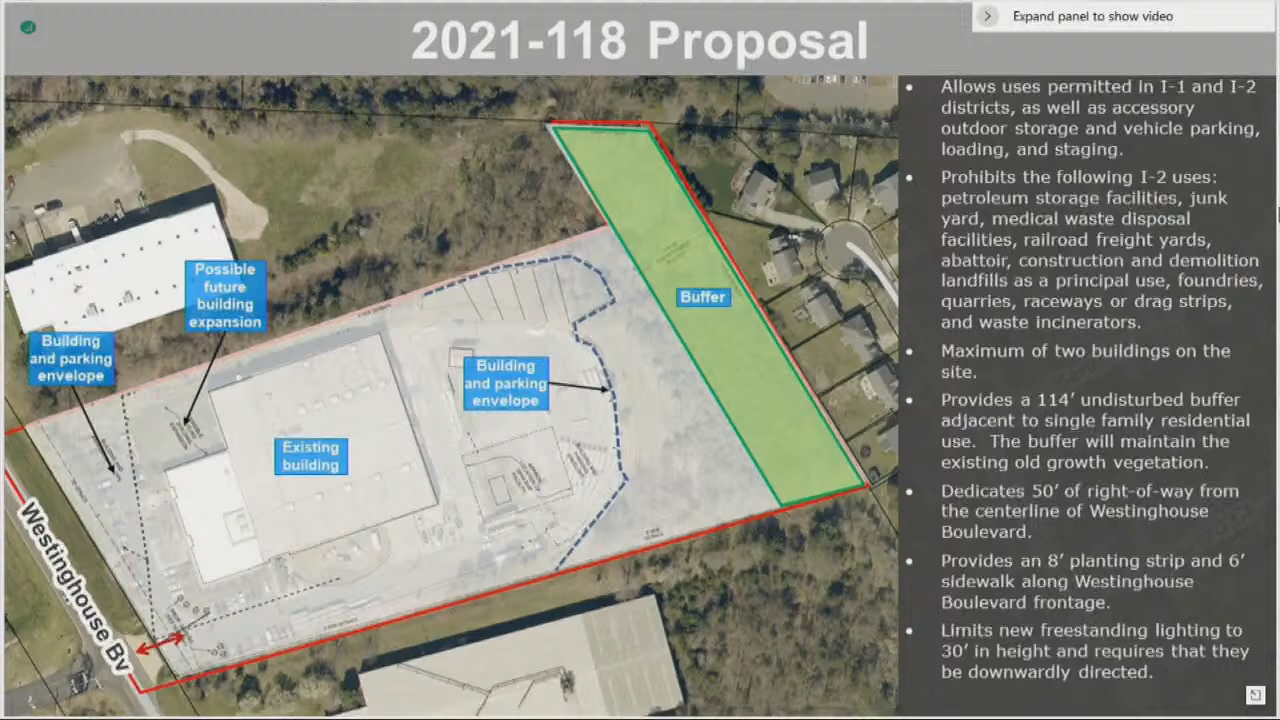 Expand panel to show video
2021-118 Proposal
Possible
future
building
expansion
Building
and parking
envelope
Building
and parking
envelope
Existing
building
Buffer
Westinghouse Bv
• Allows uses permitted in I-1 and I-2
districts, as well as accessory
outdoor storage and vehicle parking,
loading, and staging.
• Prohibits the following I-2 uses:
petroleum storage facilities, junk
yard, medical waste disposal
facilities, railroad freight yards,
abattoir, construction and demolition
landfills as a principal use, foundries,
quarries, raceways or drag strips,
and waste incinerators.
• Maximum of two buildings on the
site.
• Provides a 114’ undisturbed buffer
adjacent to single family residential
use. The buffer will maintain the
existing old growth vegetation.
• Dedicates 50’ of right-of-way from
the centerline of Westinghouse
Boulevard.
• Provides an 8’ planting strip and 6’
sidewalk along Westinghouse
Boulevard frontage.
• Limits new freestanding lighting to
30’ in height and requires that they
be downwardly directed.